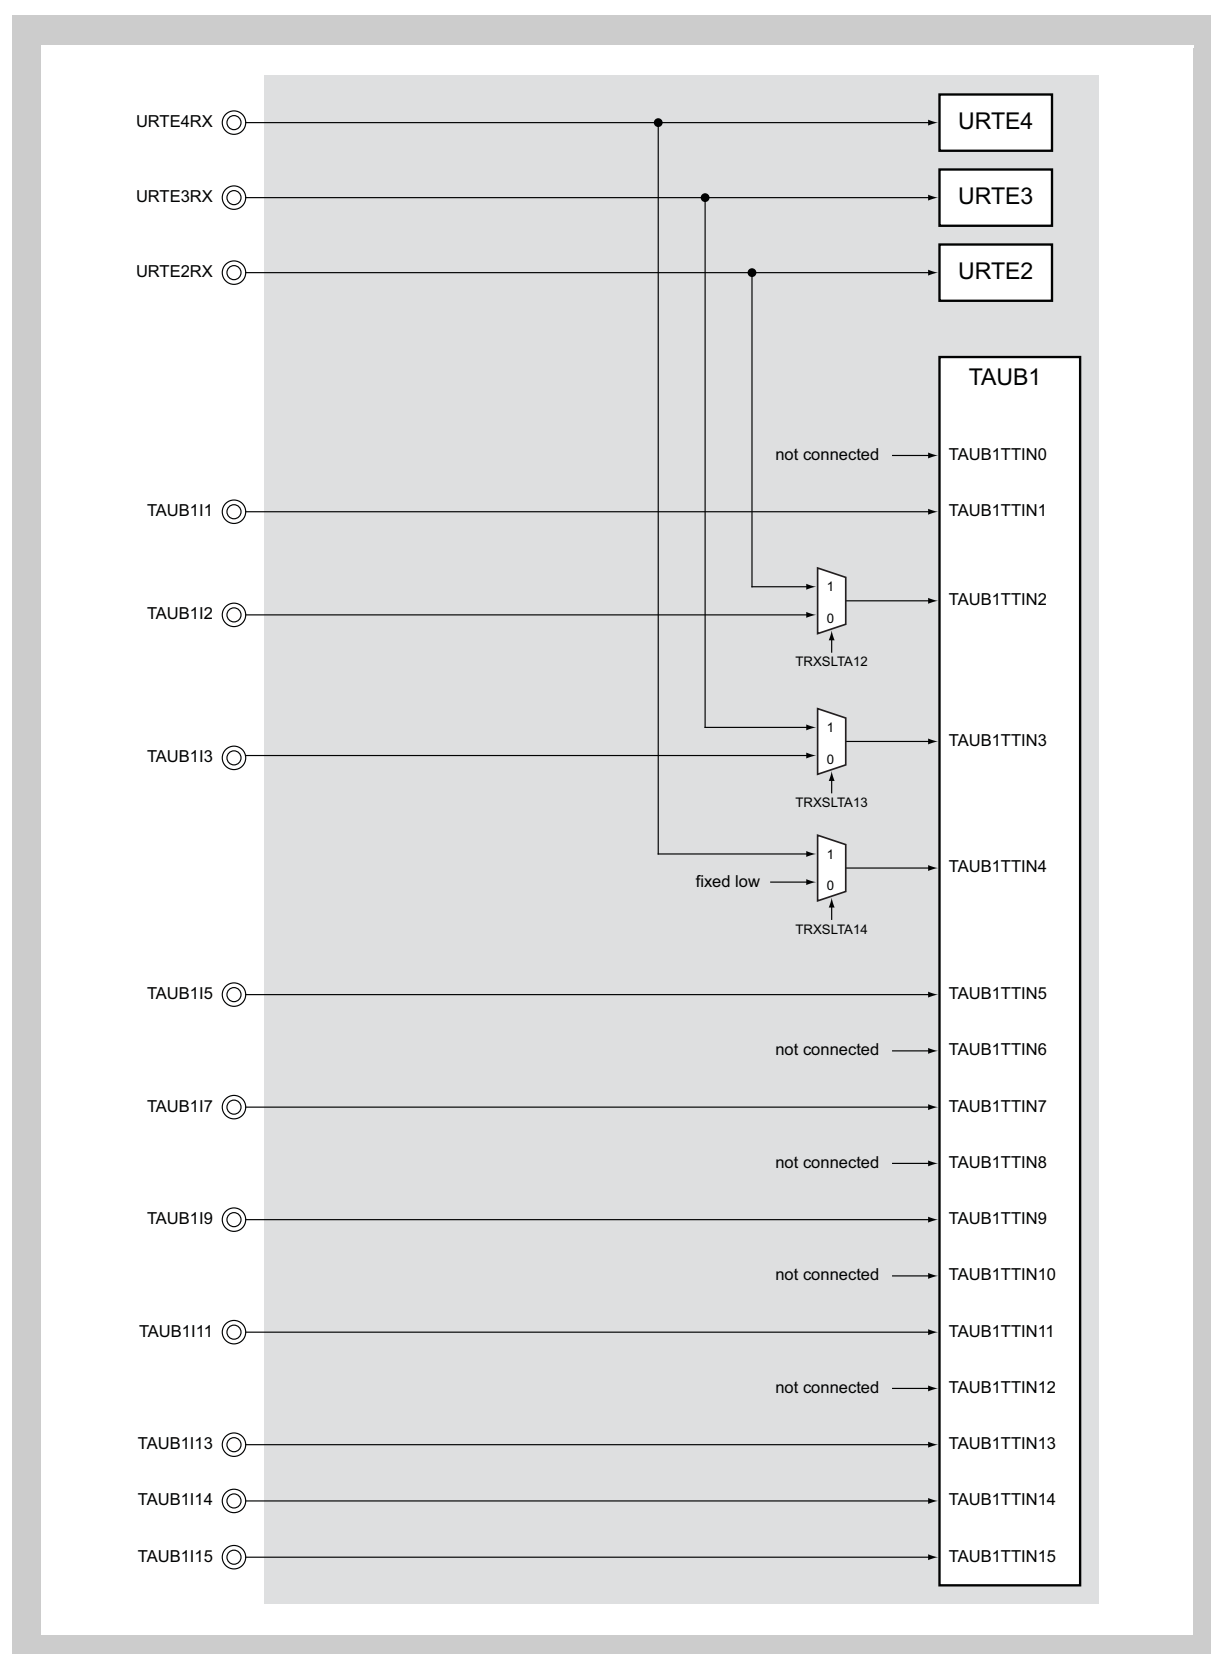 URTE4RX URTE4
URTE3RX URTE3
URTE2RX URTE2
TAUB1
not connected TAUB1TTIN0
TAUB1I1 TAUB1TTIN1
1
TAUB1I2 TAUB1TTIN2
0
TRXSLTA12
1
TAUB1I3 TAUB1TTIN3
0
TRXSLTA13
1
fixed low TAUB1TTIN4
0
TRXSLTA14
TAUB1I5 TAUB1TTIN5
not connected TAUB1TTIN6
TAUB1I7 TAUB1TTIN7
not connected TAUB1TTIN8
TAUB1I9 TAUB1TTIN9
not connected TAUB1TTIN10
TAUB1I11 TAUB1TTIN11
not connected TAUB1TTIN12
TAUB1I13 TAUB1TTIN13
TAUB1I14 TAUB1TTIN14
TAUB1I15 TAUB1TTIN15